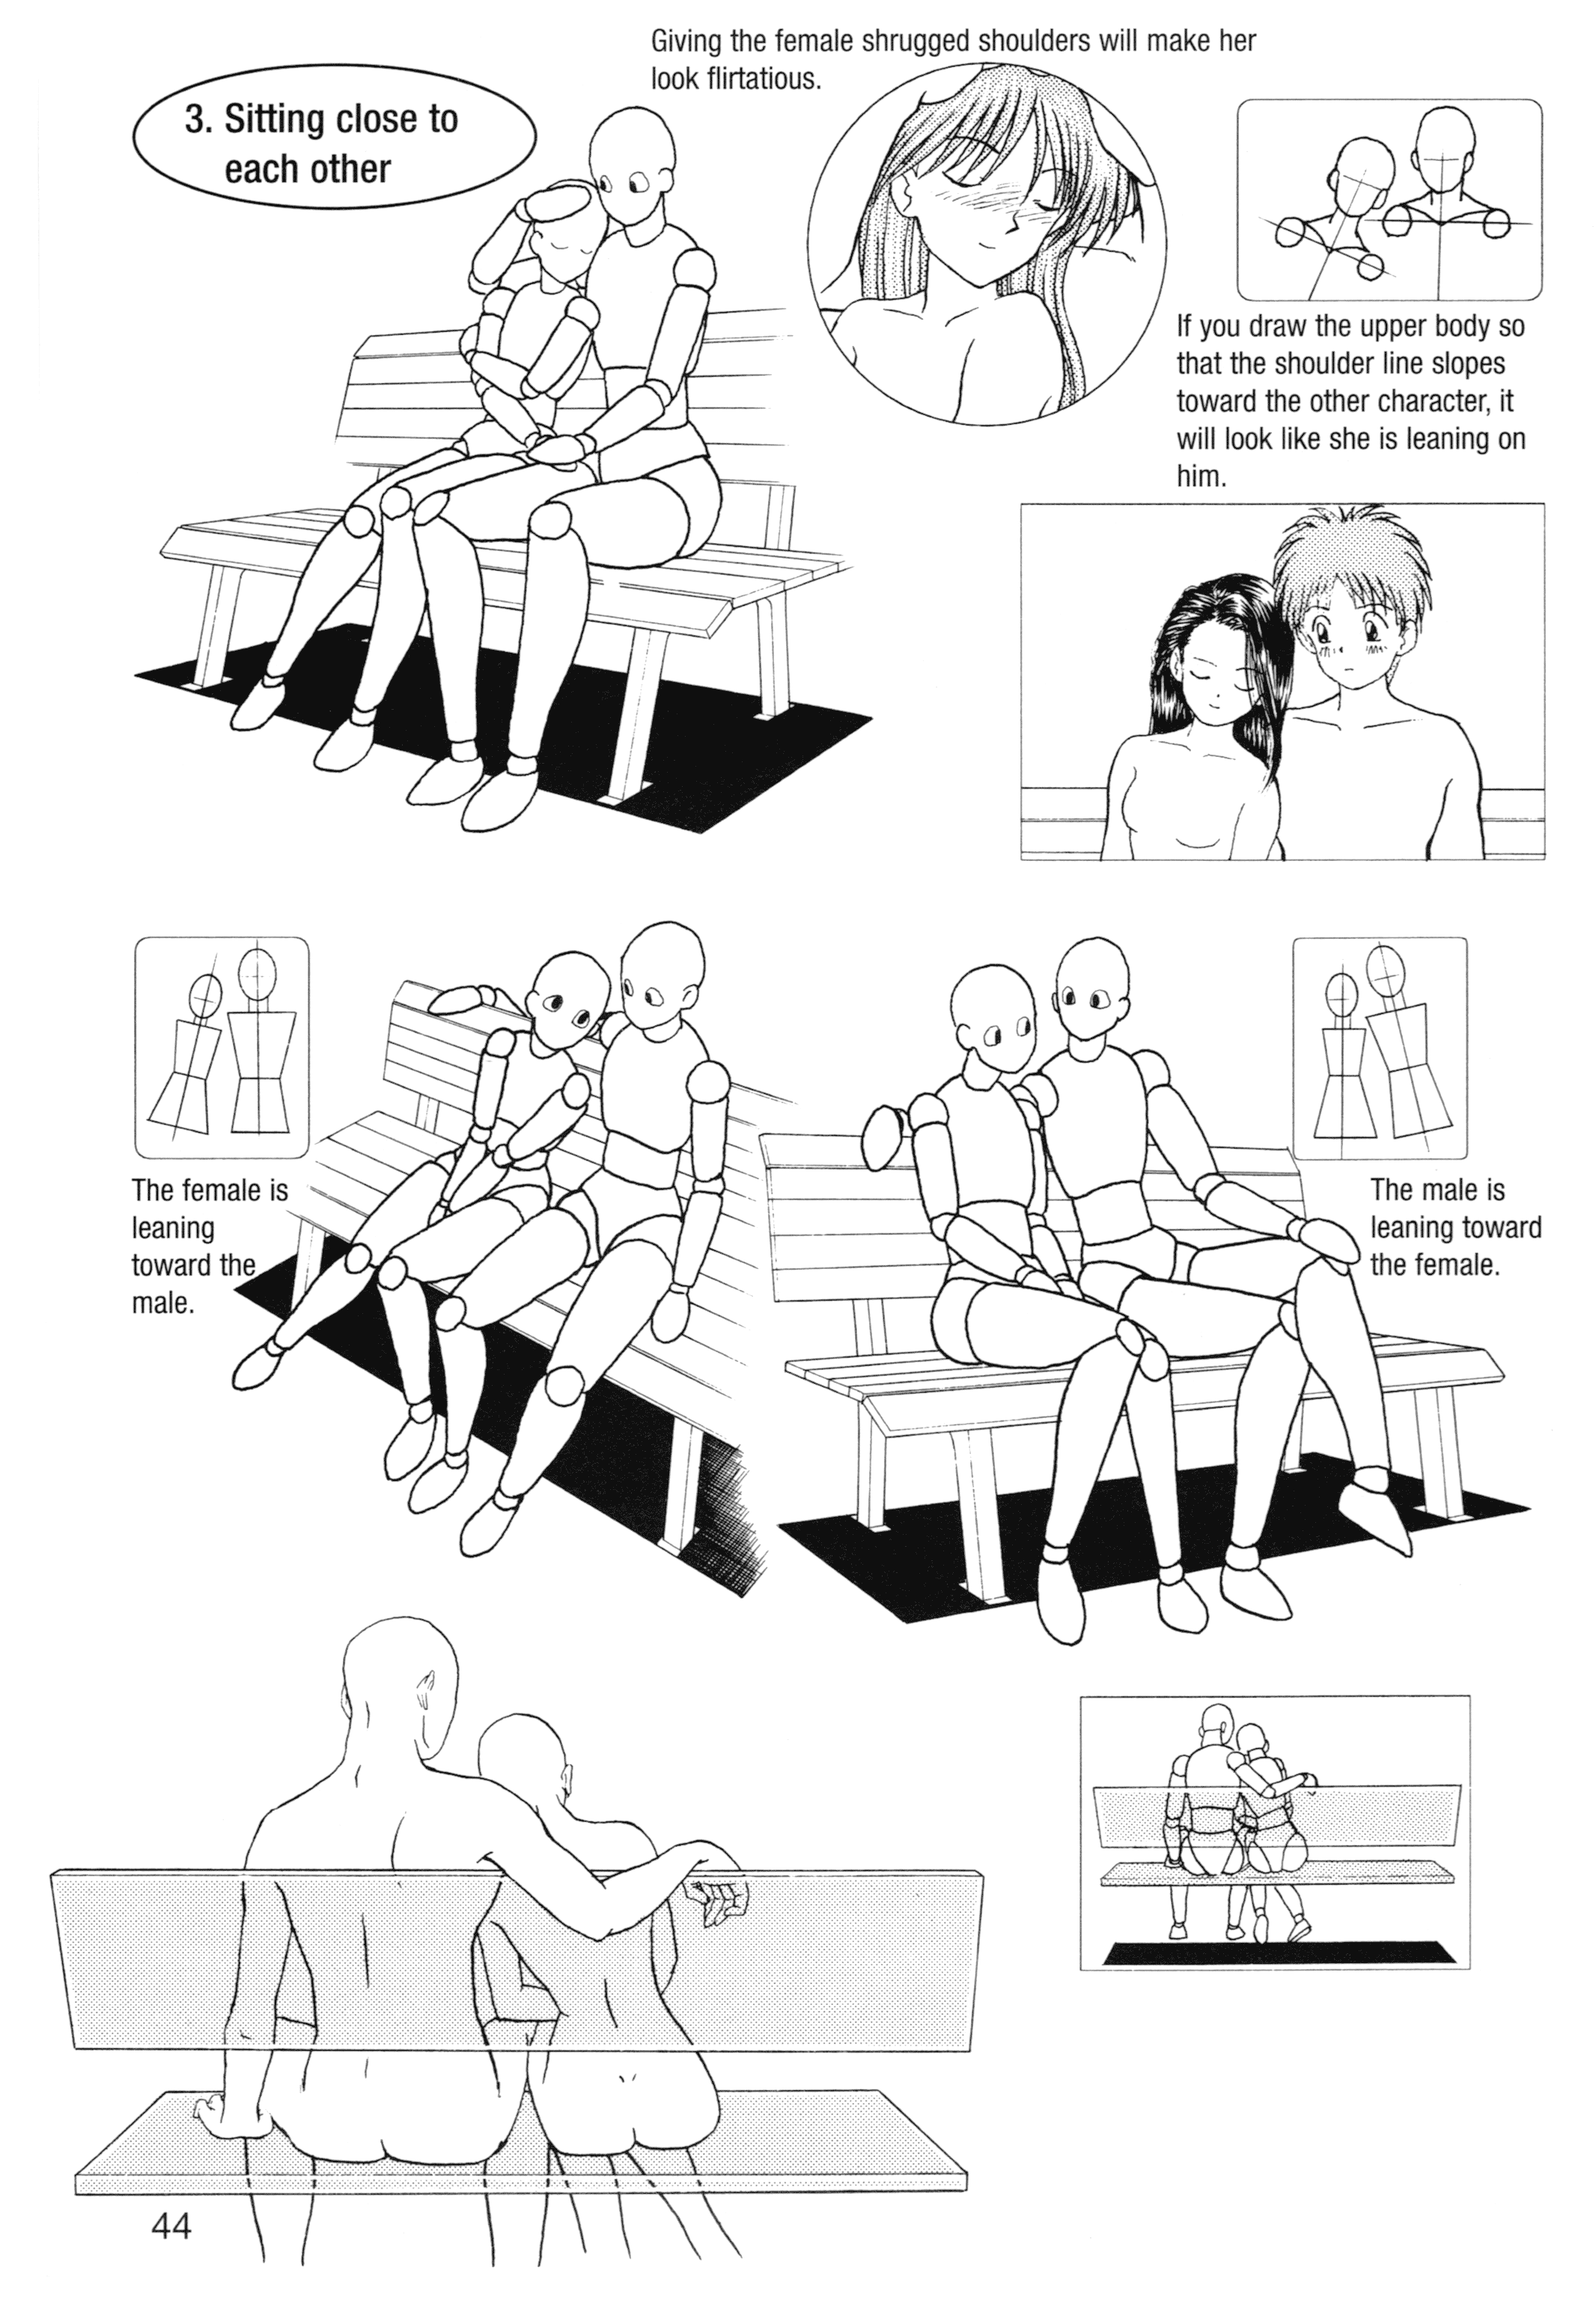 Giving the female shrugged shoulders will make her
look flirtatious.
3. Sitting close to
each other
If you draw the upper body so
that the shoulder line slopes
toward the other character, it
will look like she is leaning on
him.
The female is
leaning
toward the
male.
The male is
leaning toward
the female.
44